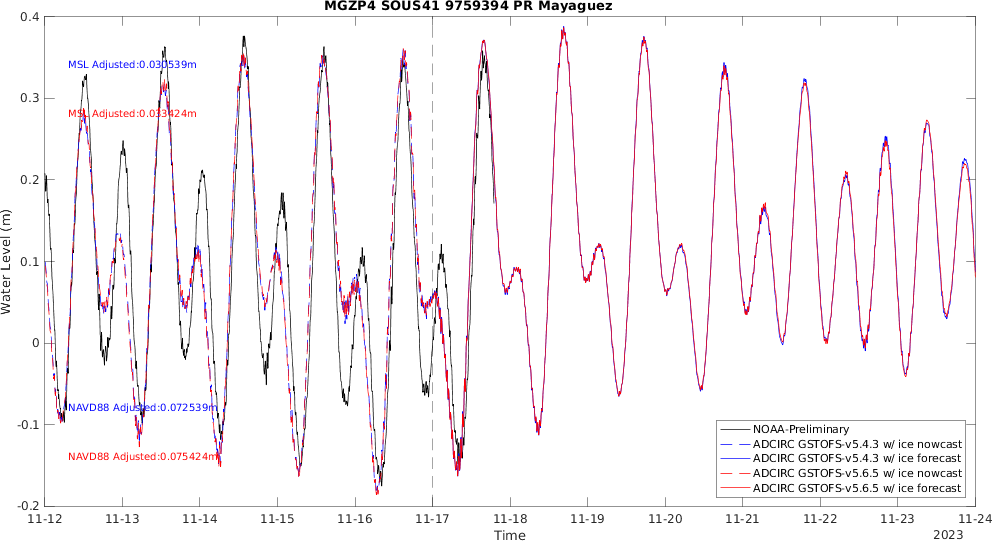 MGZP4 SOUS41 9759394 PR Mayaguez
0.4
0.3
0.2
0.1
0
-0.1
-0.2
Water Level (m)
MSL Adjusted:0.030539m
MSL Adjusted:0.033424m
NAVD88 Adjusted:0.072539m
NAVD88 Adjusted:0.075424m
NOAA-Preliminary
ADCIRC GSTOFS-v5.4.3 w/ ice nowcast
ADCIRC GSTOFS-v5.4.3 w/ ice forecast
ADCIRC GSTOFS-v5.6.5 w/ ice nowcast
ADCIRC GSTOFS-v5.6.5 w/ ice forecast
11-12 11-13 11-14 11-15 11-16 11-17 11-18 11-19 11-20 11-21 11-22 11-23 11-24
Time
2023